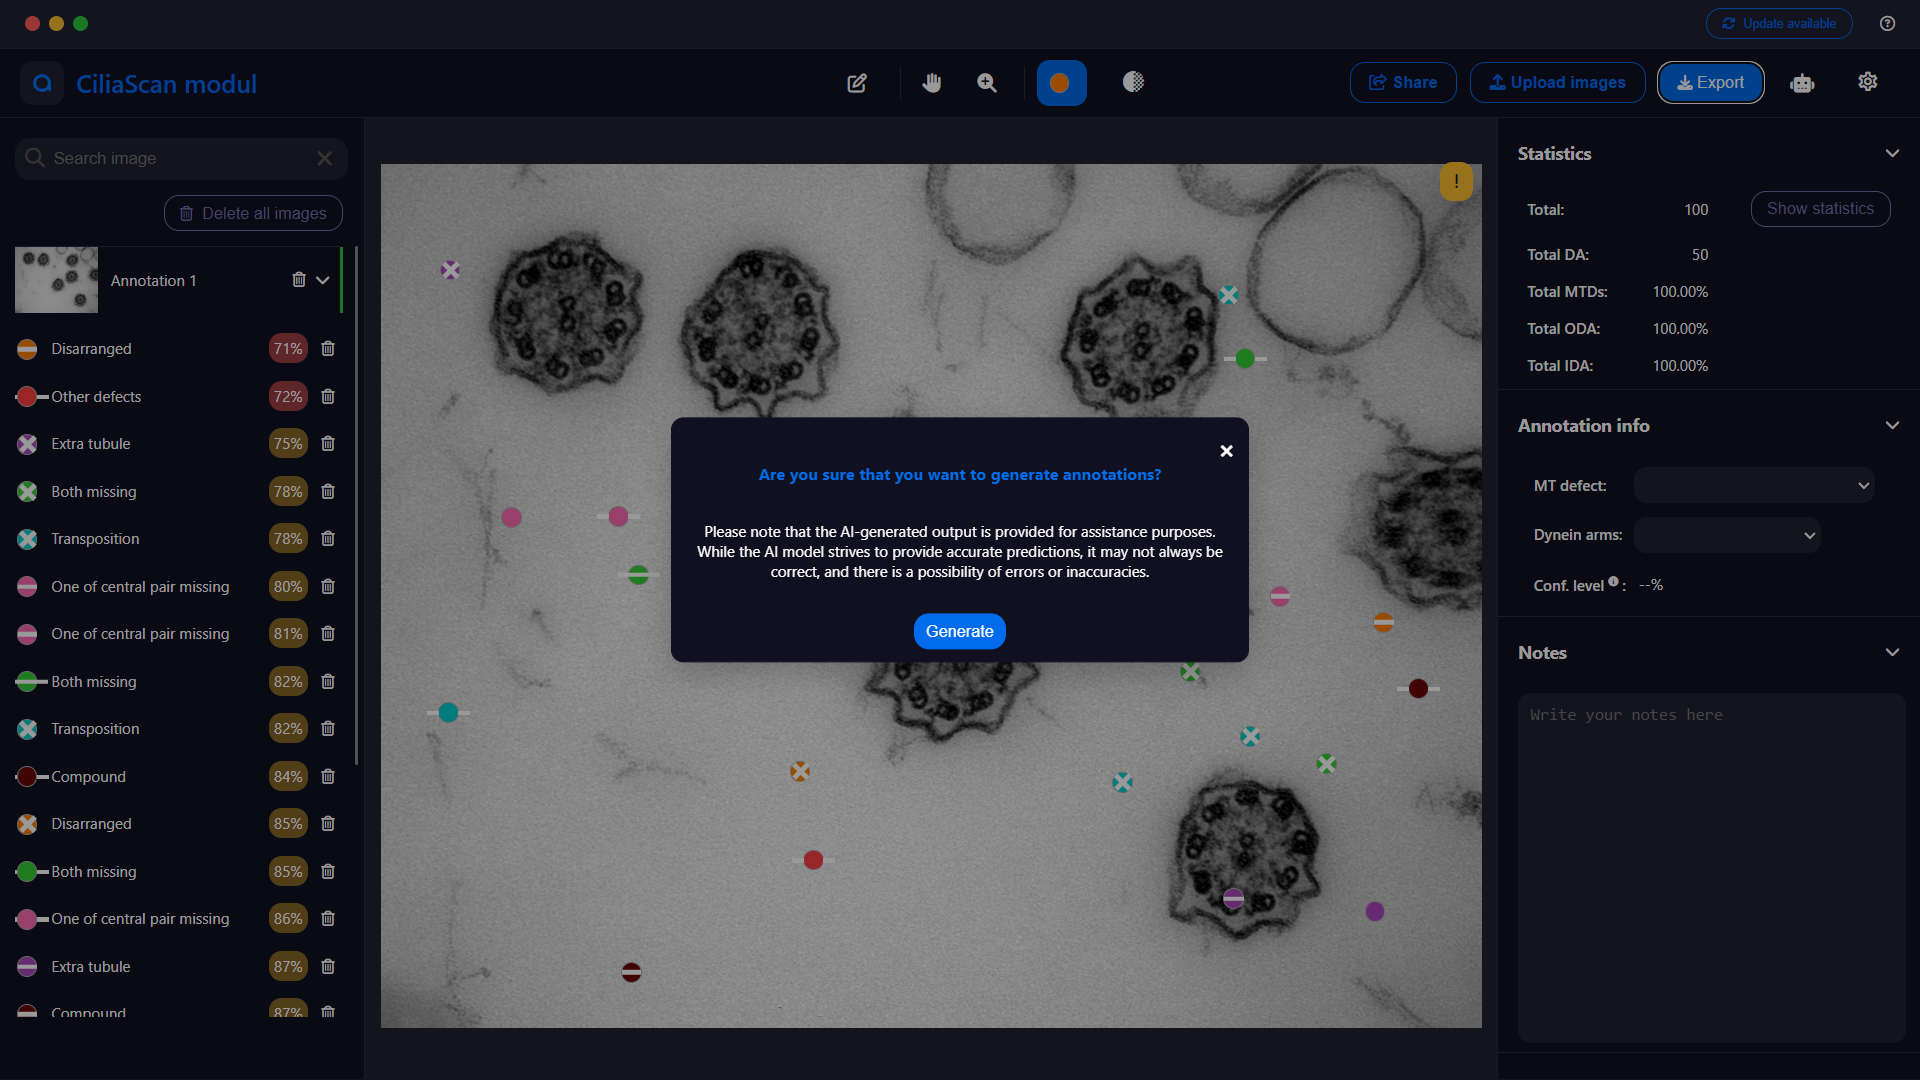 Update available
CiliaScan modul
Share
Upload images
Export
Search image
Delete all images
Annotation 1
Disarranged 71%
Other defects 72%
Extra tubule 75%
Both missing 78%
Transposition 78%
One of central pair missing 80%
One of central pair missing 81%
Both missing 82%
Transposition 82%
Compound 84%
Disarranged 85%
Both missing 85%
One of central pair missing 86%
Extra tubule 87%
Compound 87%
!
Are you sure that you want to generate annotations?
Please note that the AI-generated output is provided for assistance purposes.
While the AI model strives to provide accurate predictions, it may not always be
correct, and there is a possibility of errors or inaccuracies.
Generate
Statistics
Total: 100 Show statistics
Total DA: 50
Total MTDs: 100.00%
Total ODA: 100.00%
Total IDA: 100.00%
Annotation info
MT defect:
Dynein arms:
Conf. level : --%
Notes
Write your notes here